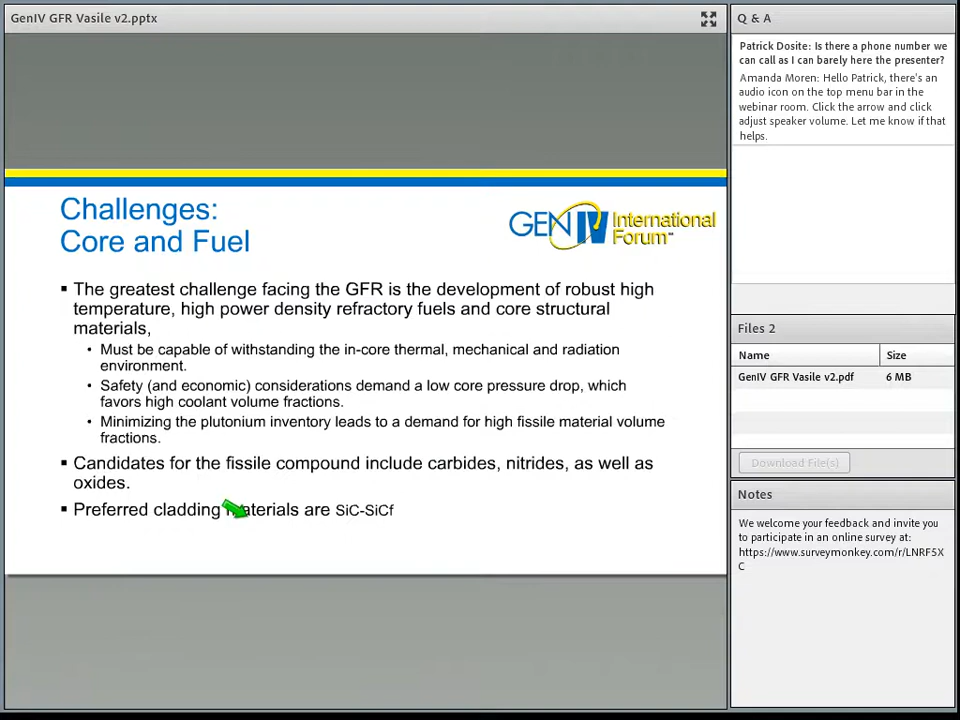 GenIV GFR Vasile v2.pptx
Challenges:
Core and Fuel
GENIV International
Forum™
▪ The greatest challenge facing the GFR is the development of robust high
temperature, high power density refractory fuels and core structural
materials,
• Must be capable of withstanding the in-core thermal, mechanical and radiation
environment.
• Safety (and economic) considerations demand a low core pressure drop, which
favors high coolant volume fractions.
• Minimizing the plutonium inventory leads to a demand for high fissile material volume
fractions.
▪ Candidates for the fissile compound include carbides, nitrides, as well as
oxides.
▪ Preferred cladding materials are SiC-SiCf
Q & A
Patrick Dosite: Is there a phone number we
can call as I can barely here the presenter?
Amanda Moren: Hello Patrick, there's an
audio icon on the top menu bar in the
webinar room. Click the arrow and click
adjust speaker volume. Let me know if that
helps.
Files 2
Name Size
GenIV GFR Vasile v2.pdf 6 MB
Download File(s)
Notes
We welcome your feedback and invite you
to participate in an online survey at:
https://www.surveymonkey.com/r/LNRF5X
C